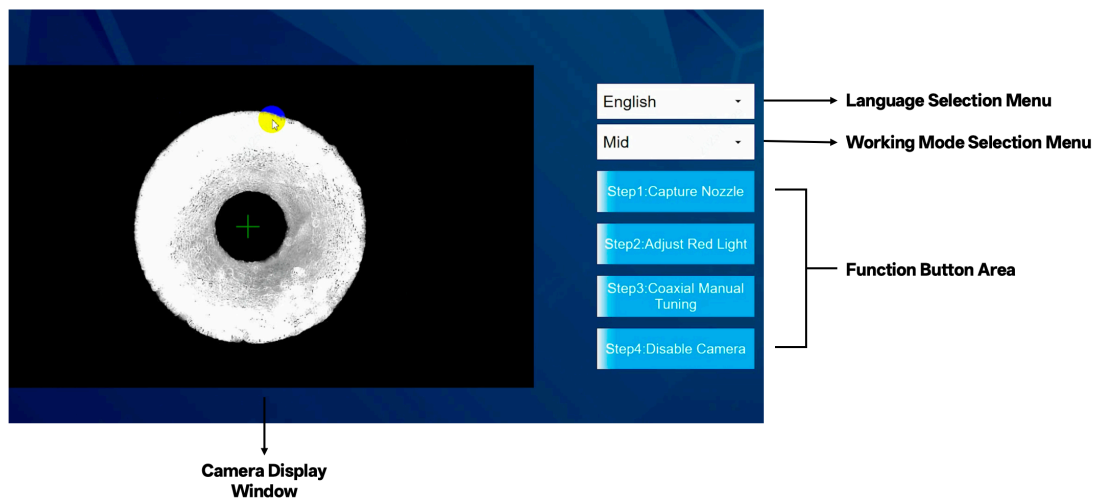 English
Language Selection Menu
Mid
Working Mode Selection Menu
Step1:Capture Nozzle
Step2:Adjust Red Light
Function Button Area
Step3:Coaxial Manual
Tuning
Step4:Disable Camera
Camera Display
Window